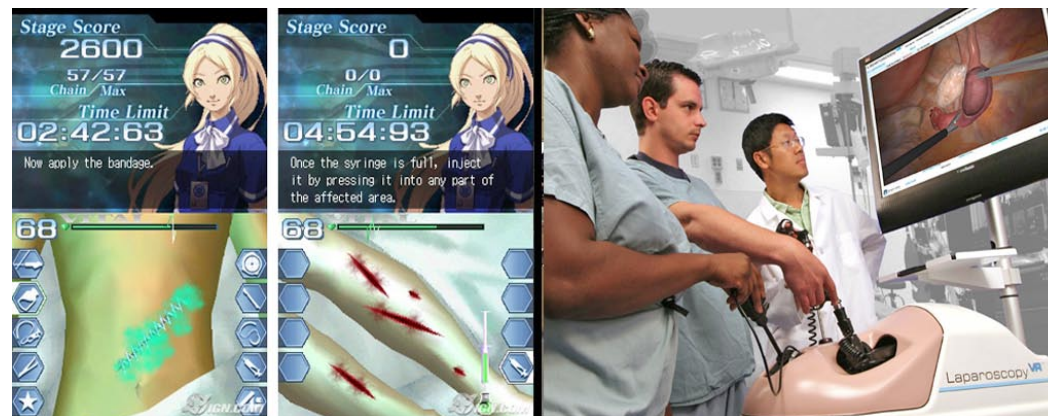 Stage Score
2600
57/57
Chain / Max
Time Limit
02:42:63
Now apply the bandage.
68
IGN.COM
Stage Score
0
0/0
Chain / Max
Time Limit
04:54:93
Once the syringe is full, inject
it by pressing it into any part of
the affected area.
68
IGN.COM
Laparoscopy VR